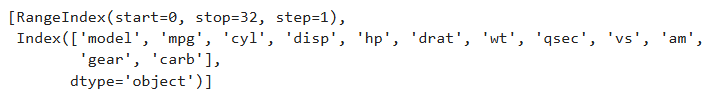 [RangeIndex(start=0, stop=32, step=1),
 Index(['model', 'mpg', 'cyl', 'disp', 'hp', 'drat', 'wt', 'qsec', 'vs', 'am',
        'gear', 'carb'],
       dtype='object')]